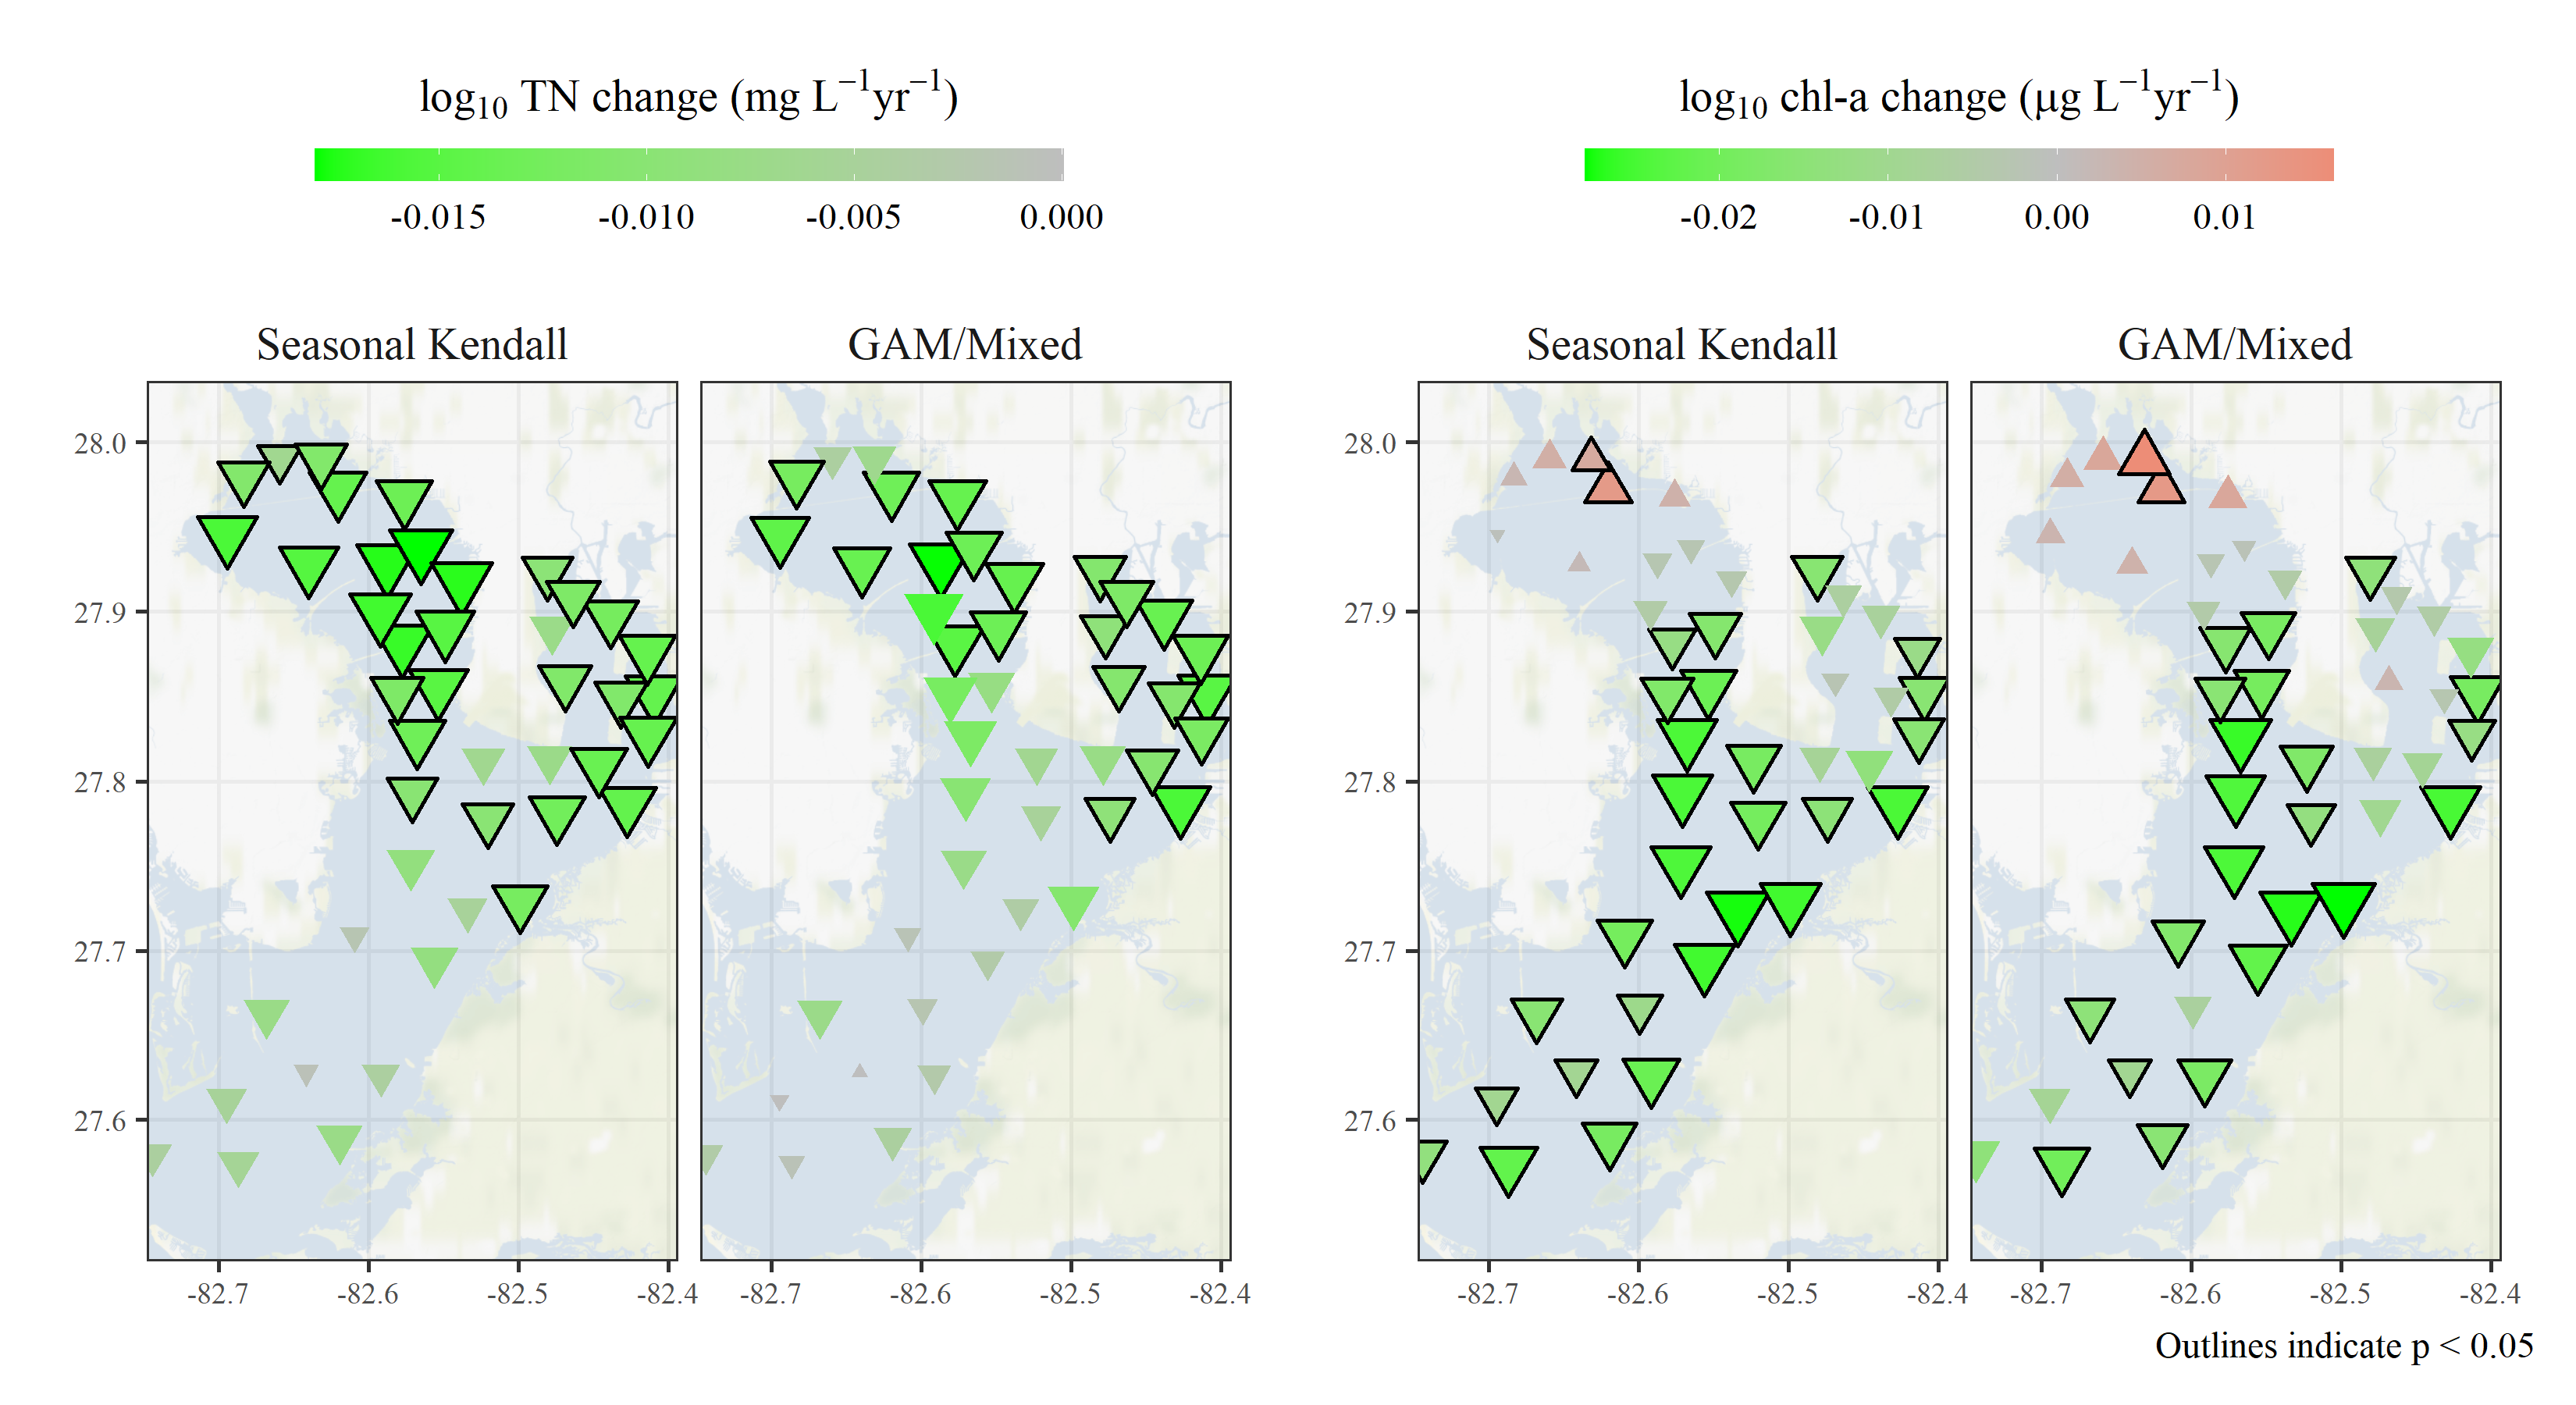 log10 TN change (mg L−1yr−1)
log10 chl-a change (μg L−1yr−1)
-0.015 -0.010 -0.005 0.000
-0.02 -0.01 0.00 0.01
Seasonal Kendall
GAM/Mixed
Seasonal Kendall
GAM/Mixed
28.0
27.9
27.8
27.7
27.6
28.0
27.9
27.8
27.7
27.6
-82.7 -82.6 -82.5 -82.4
-82.7 -82.6 -82.5 -82.4
-82.7 -82.6 -82.5 -82.4
-82.7 -82.6 -82.5 -82.4
Outlines indicate p < 0.05